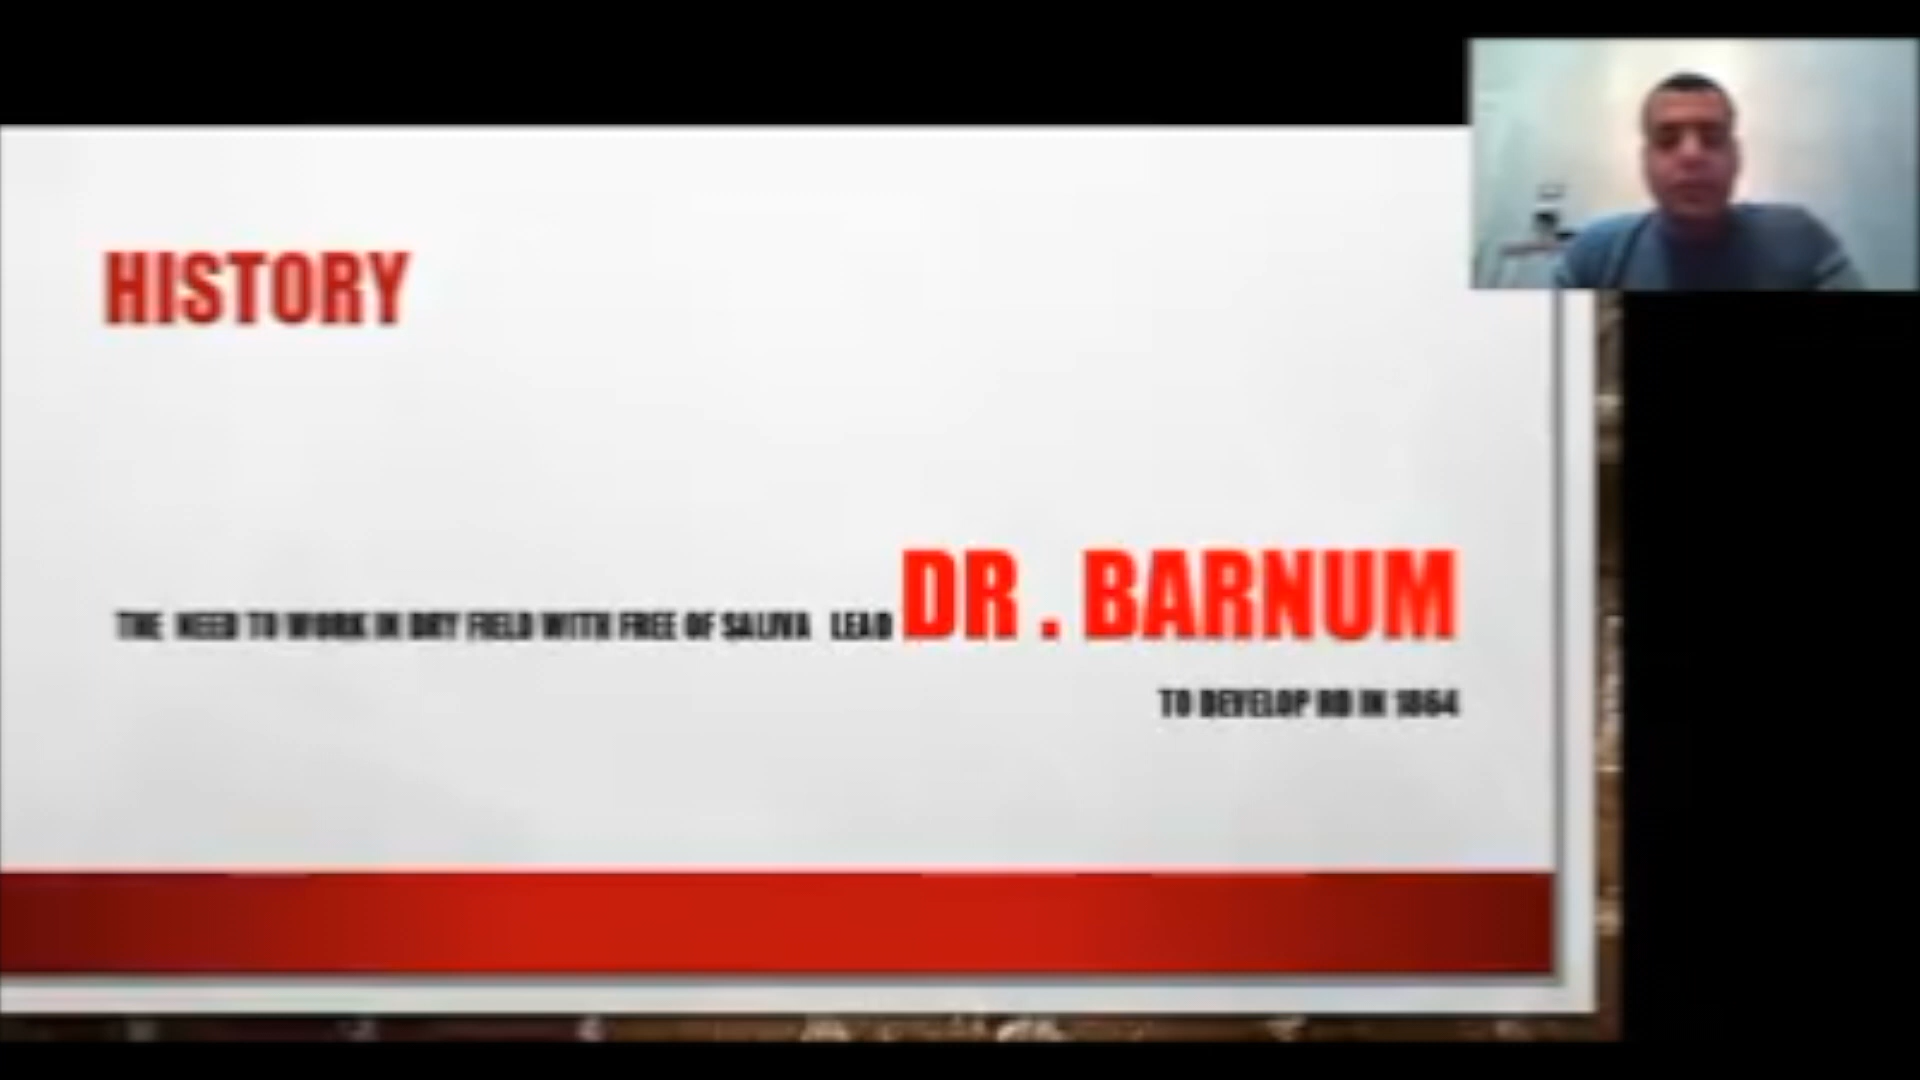 HISTORY
THE NEED TO WORK IN DRY FIELD WITH FREE OF SALIVA LEAD DR . BARNUM
TO DEVELOP RD IN 1864